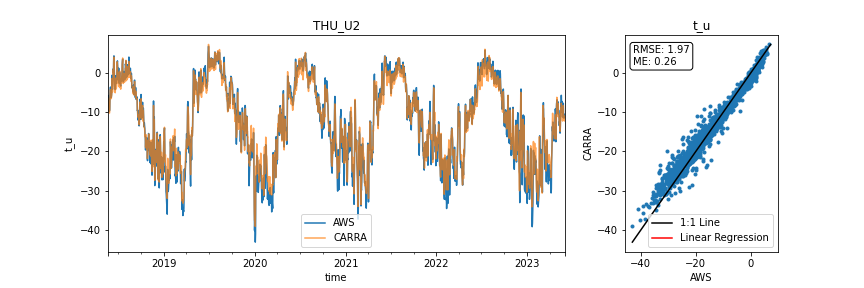 THU_U2
t_u
0
−10
−20
−30
−40
2019
2020
2021
2022
2023
time
AWS
CARRA
t_u
RMSE: 1.97
ME: 0.26
CARRA
0
−10
−20
−30
−40
−40
−20
0
AWS
1:1 Line
Linear Regression